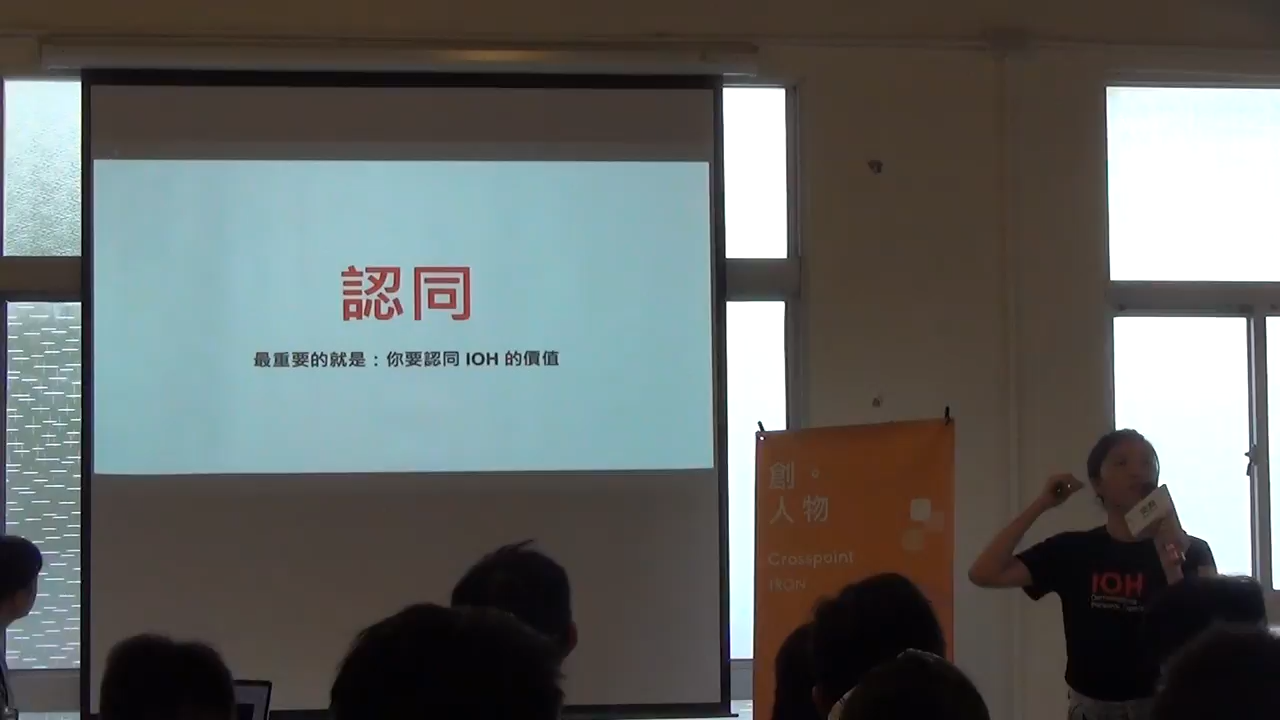 認同
最重要的就是：你要認同 IOH 的價值
創。
人物
Crosspoint
IOH